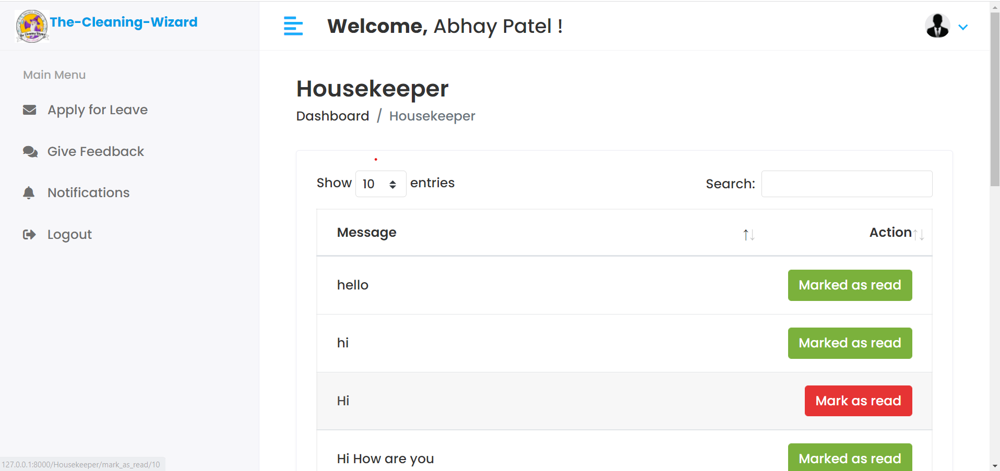 The-Cleaning-Wizard
Welcome, Abhay Patel !
Main Menu
Apply for Leave
Give Feedback
Notifications
Logout
Housekeeper
Dashboard / Housekeeper
Show 10 entries
Search:
Message Action
hello Marked as read
hi Marked as read
Hi Mark as read
Hi How are you Marked as read
127.0.0.1:8000/Housekeeper/mark_as_read/10